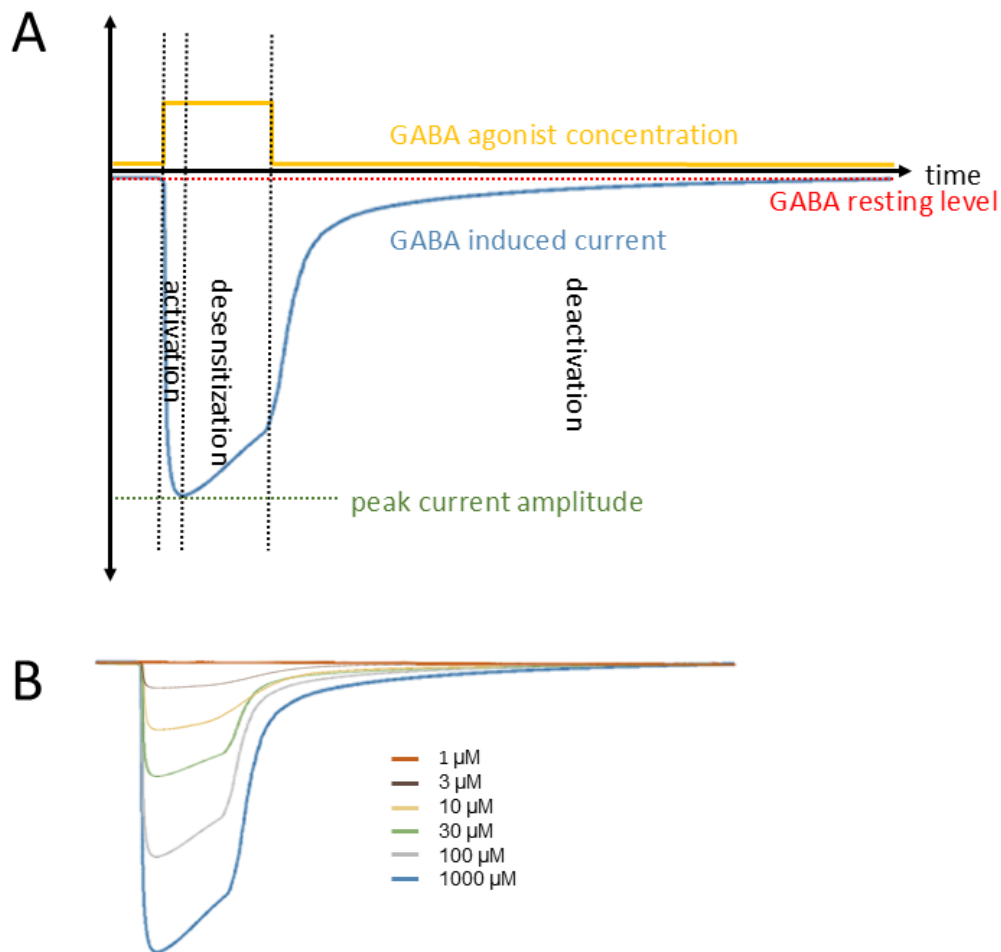 A
GABA agonist concentration
time
GABA resting level
GABA induced current
activation
desensitization
deactivation
peak current amplitude
B
1 µM
3 µM
10 µM
30 µM
100 µM
1000 µM